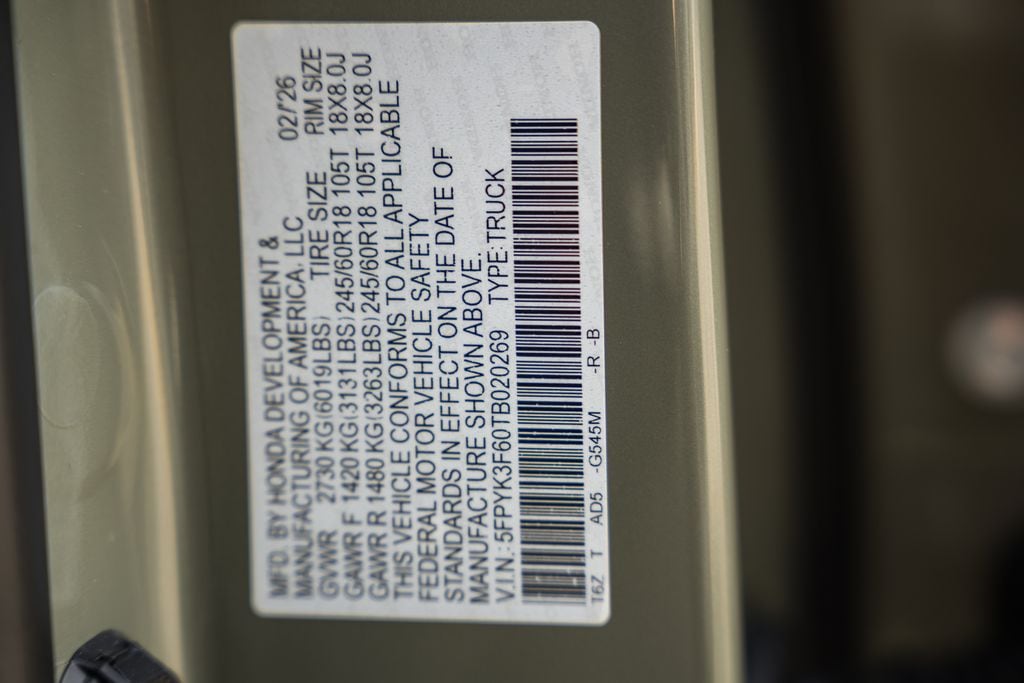 MFD. BY HONDA DEVELOPMENT &
MANUFACTURING OF AMERICA, LLC 02/'26
GVWR 2730 KG(6019LBS) TIRE SIZE RIM SIZE
GAWR F 1420 KG(3131LBS) 245/60R18 105T 18X8.0J
GAWR R 1480 KG(3263LBS) 245/60R18 105T 18X8.0J
THIS VEHICLE CONFORMS TO ALL APPLICABLE
FEDERAL MOTOR VEHICLE SAFETY
STANDARDS IN EFFECT ON THE DATE OF
MANUFACTURE SHOWN ABOVE.
V.I.N.: 5FPYK3F60TB020269 TYPE: TRUCK
T6Z T AD5 -G545M -R -B